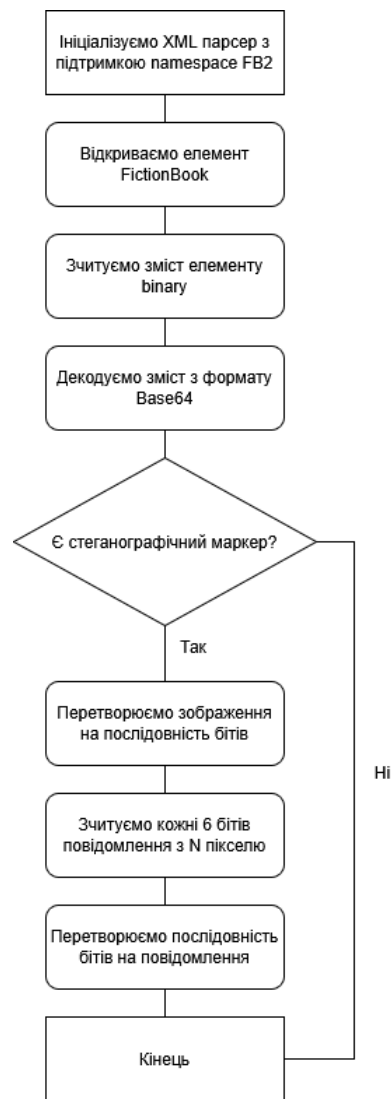 Ініціалізуємо XML парсер з
підтримкою namespace FB2
Відкриваємо елемент
FictionBook
Зчитуємо зміст елементу
binary
Декодуємо зміст з формату
Base64
Є стеганографічний маркер?
Так
Перетворюємо зображення
на послідовність бітів
Ні
Зчитуємо кожні 6 бітів
повідомлення з N пікселю
Перетворюємо послідовність
бітів на повідомлення
Кінець